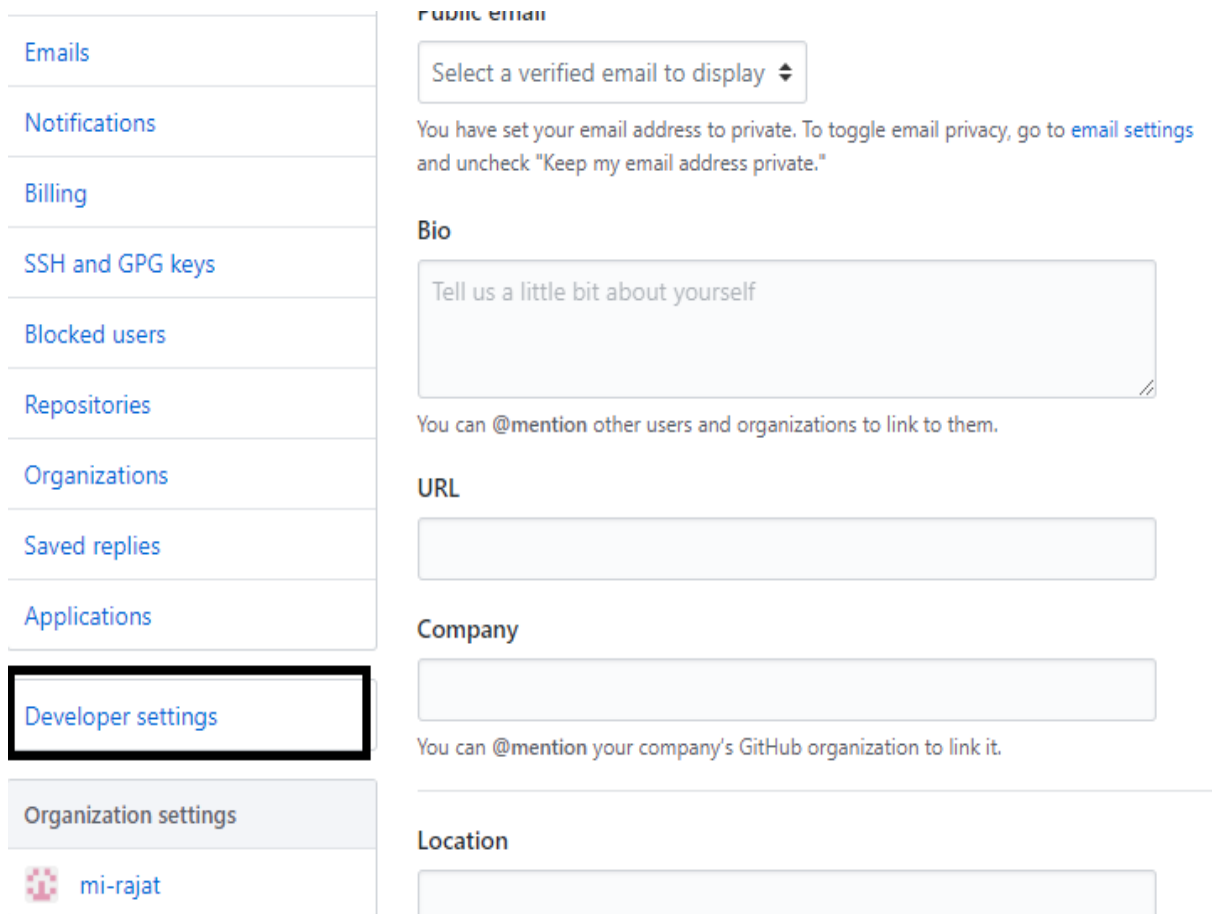 Emails
Notifications
Billing
SSH and GPG keys
Blocked users
Repositories
Organizations
Saved replies
Applications
Developer settings
Organization settings
mi-rajat
Public email
Select a verified email to display
You have set your email address to private. To toggle email privacy, go to email settings
and uncheck "Keep my email address private."
Bio
Tell us a little bit about yourself
You can @mention other users and organizations to link to them.
URL
Company
You can @mention your company's GitHub organization to link it.
Location